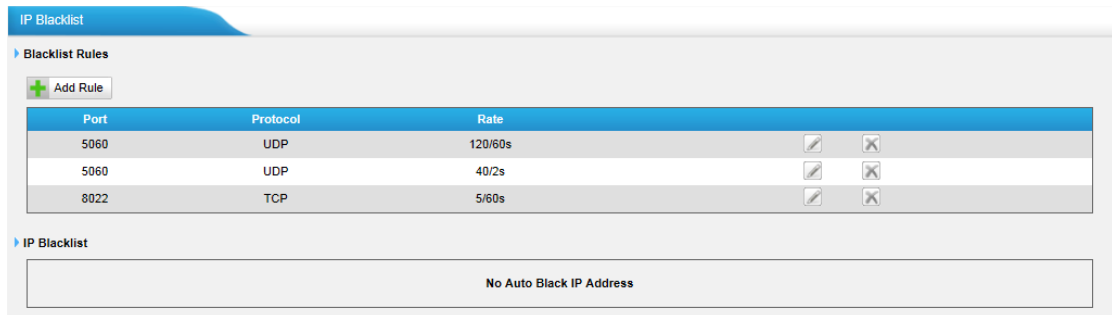 IP Blacklist
Blacklist Rules
Add Rule
Port Protocol Rate
5060 UDP 120/60s
5060 UDP 40/2s
8022 TCP 5/60s
IP Blacklist
No Auto Black IP Address